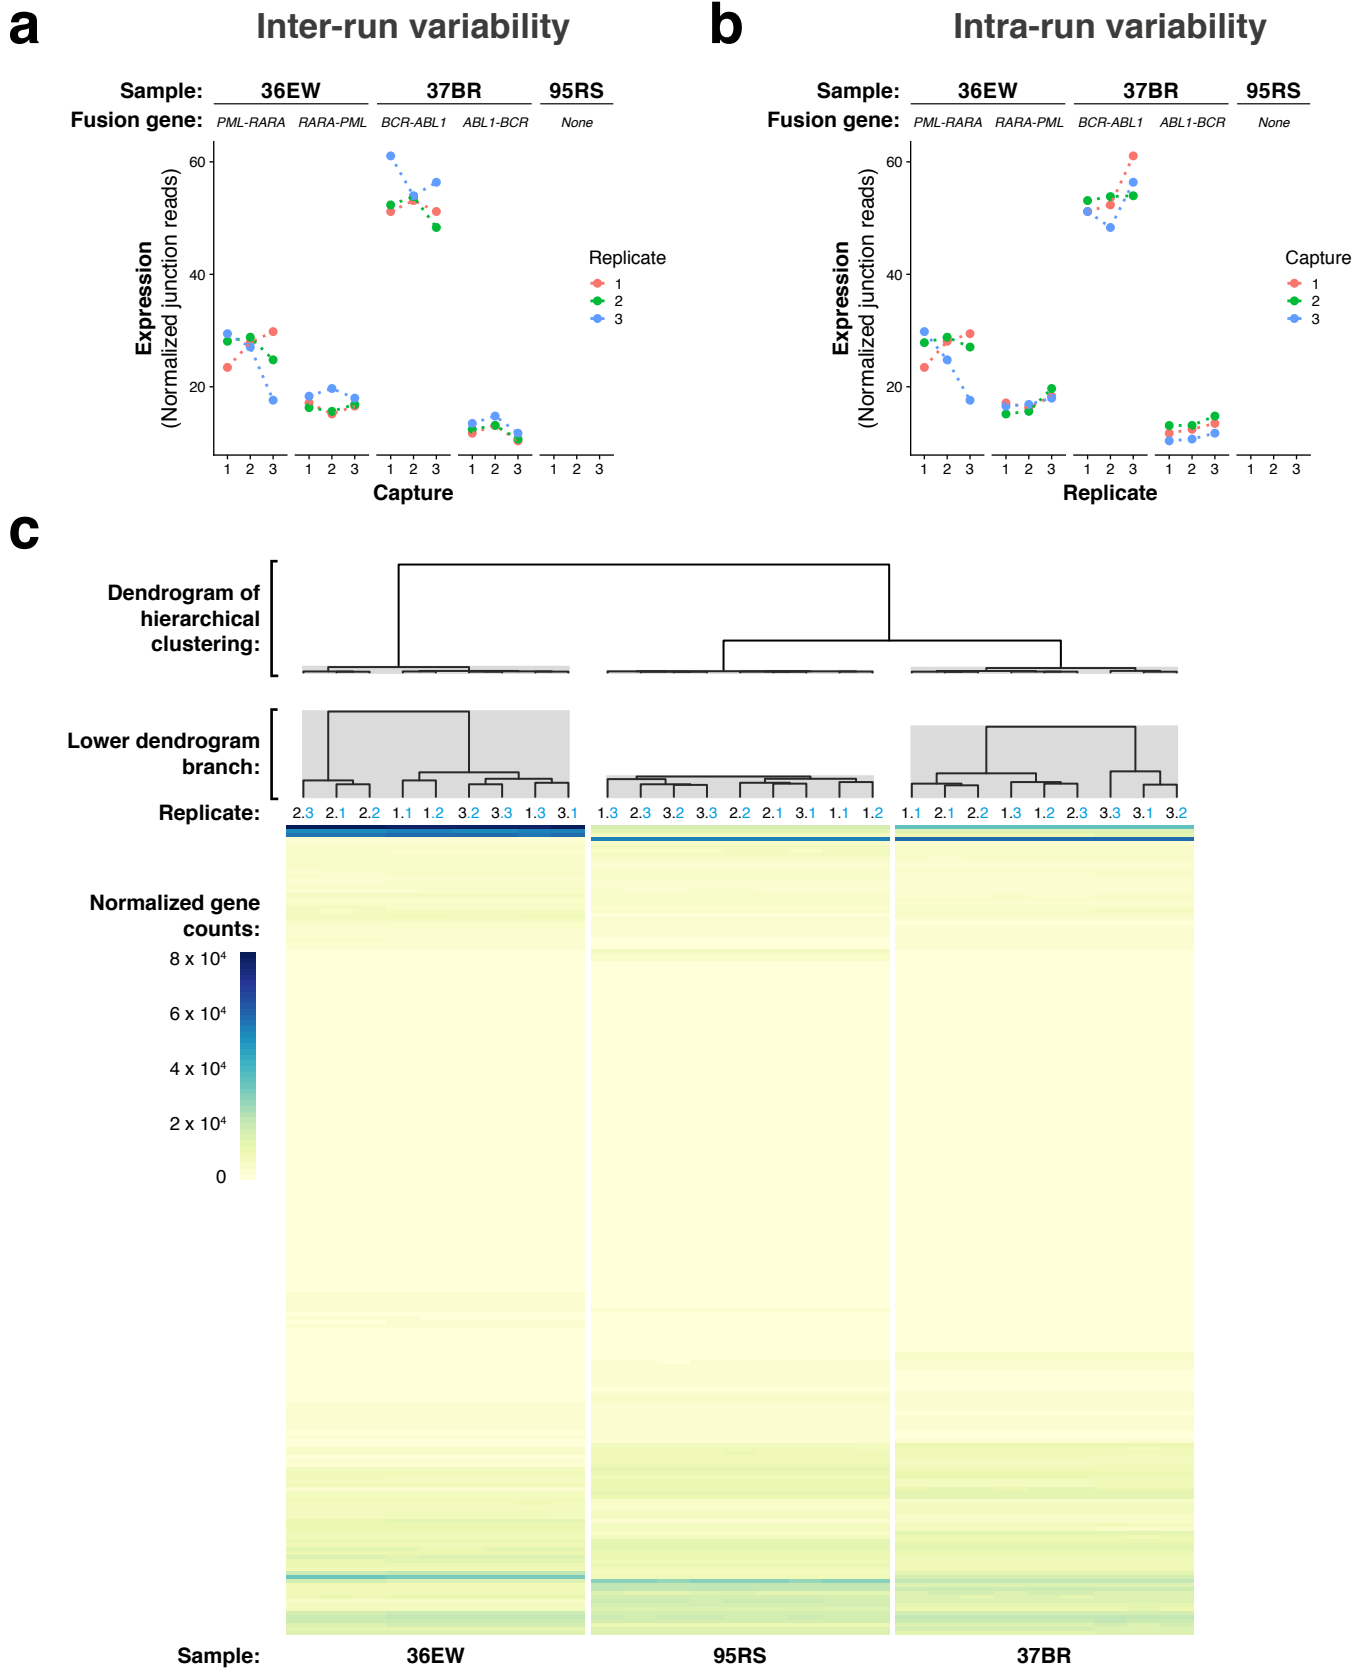 a
Inter-run variability
Sample: 36EW 37BR 95RS
Fusion gene: PML-RARA RARA-PML BCR-ABL1 ABL1-BCR None
Expression
(Normalized junction reads)
60
40
20
1 2 3 1 2 3 1 2 3 1 2 3 1 2 3
Capture
Replicate
1
2
3
b
Intra-run variability
Sample: 36EW 37BR 95RS
Fusion gene: PML-RARA RARA-PML BCR-ABL1 ABL1-BCR None
Expression
(Normalized junction reads)
60
40
20
1 2 3 1 2 3 1 2 3 1 2 3 1 2 3
Replicate
Capture
1
2
3
c
Dendrogram of
hierarchical
clustering:
Lower dendrogram
branch:
Replicate: 2.3 2.1 2.2 1.1 1.2 3.2 3.3 1.3 3.1 1.3 2.3 3.2 3.3 2.2 2.1 3.1 1.1 1.2 1.1 2.1 2.2 1.3 1.2 2.3 3.3 3.1 3.2
Normalized gene
counts:
8 x 10⁴
6 x 10⁴
4 x 10⁴
2 x 10⁴
0
Sample: 36EW 95RS 37BR